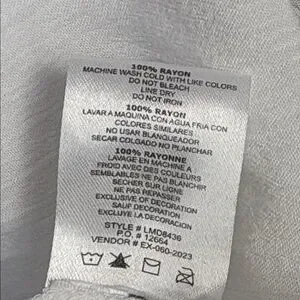 100% RAYON
MACHINE WASH COLD WITH LIKE COLORS
DO NOT BLEACH
LINE DRY
DO NOT IRON
100% RAYON
LAVAR A MAQUINA CON AGUA FRIA CON
COLORES SIMILARES
NO USAR BLANQUEADOR
SECAR COLGADO NO PLANCHAR
100% RAYONNE
LAVAGE EN MACHINE A
FROID AVEC DES COULEURS
SEMBLABLES NE PAS BLANCHIR
SECHER SUR LIGNE
NE PAS REPASSER
EXCLUSIVE OF DECORATION
SAUF DECORATION
EXCLUYE LA DECORACION
STYLE # LMD8436
P.O. # 12664
VENDOR # EX-060-2023